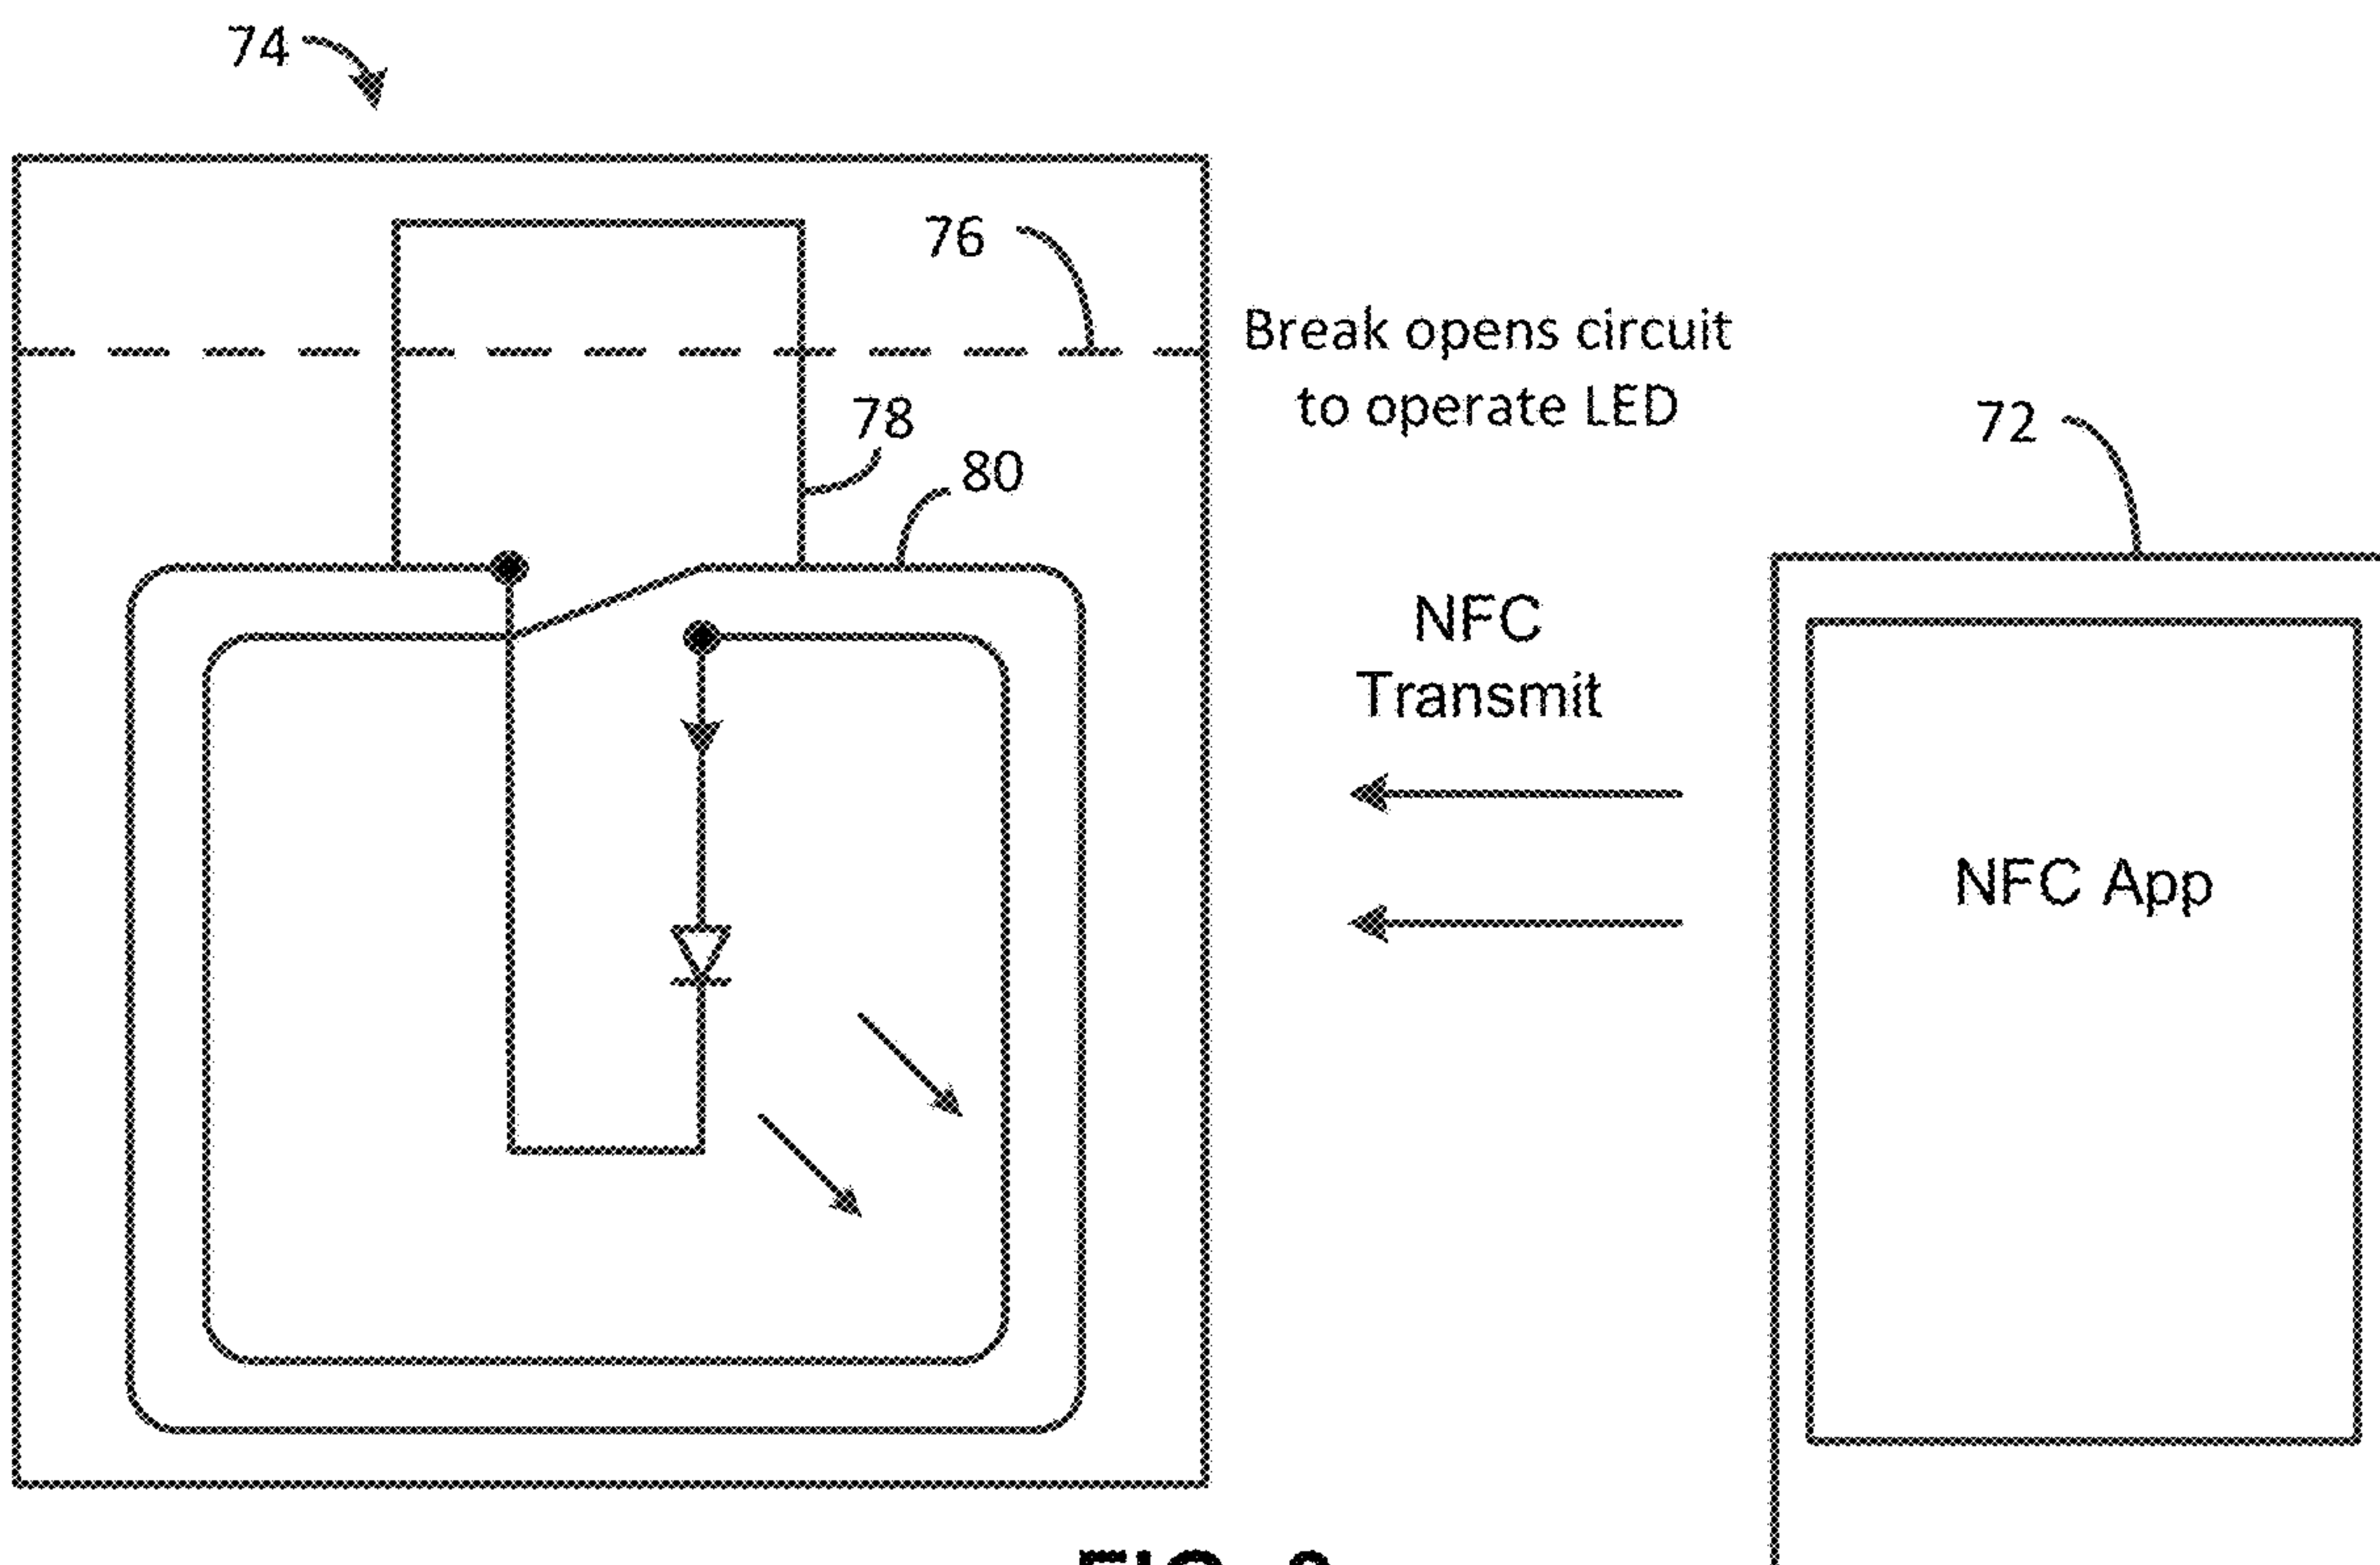 74
76
Break opens circuit
to operate LED
78
80
72
NFC
Transmit
NFC App